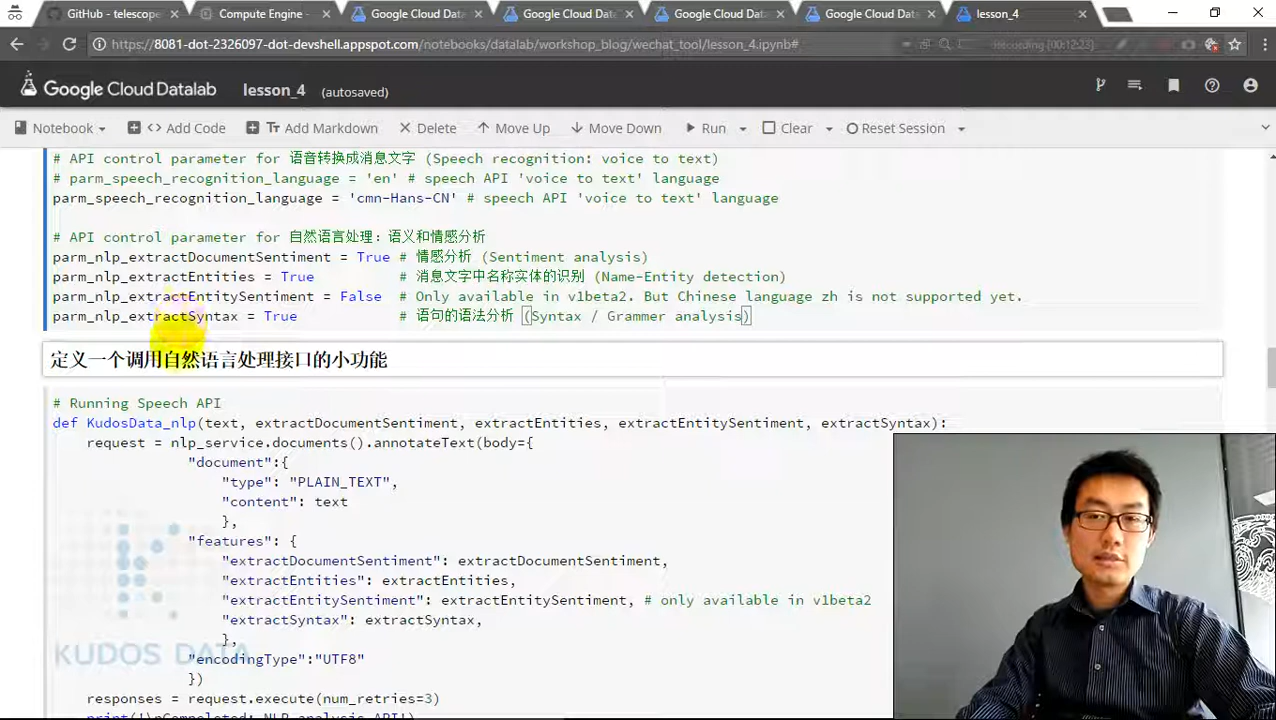 GitHub - telescope
Compute Engine -
Google Cloud Data
Google Cloud Data
Google Cloud Data
Google Cloud Data
lesson_4
https://8081-dot-2326097-dot-devshell.appspot.com/notebooks/datalab/workshop_blog/wechat_tool/lesson_4.ipynb#
Recording [00:12:23]
Google Cloud Datalab
lesson_4
(autosaved)
Notebook
<> Add Code
Tт Add Markdown
Delete
Move Up
Move Down
Run
Clear
Reset Session
# API control parameter for 语音转换成消息文字 (Speech recognition: voice to text)
# parm_speech_recognition_language = 'en' # speech API 'voice to text' language
parm_speech_recognition_language = 'cmn-Hans-CN' # speech API 'voice to text' language
# API control parameter for 自然语言处理：语义和情感分析
parm_nlp_extractDocumentSentiment = True # 情感分析 (Sentiment analysis)
parm_nlp_extractEntities = True # 消息文字中名称实体的识别 (Name-Entity detection)
parm_nlp_extractEntitySentiment = False # Only available in v1beta2. But Chinese language zh is not supported yet.
parm_nlp_extractSyntax = True # 语句的语法分析 (Syntax / Grammer analysis)
定义一个调用自然语言处理接口的小功能
# Running Speech API
def KudosData_nlp(text, extractDocumentSentiment, extractEntities, extractEntitySentiment, extractSyntax):
request = nlp_service.documents().annotateText(body={
"document":{
"type": "PLAIN_TEXT",
"content": text
},
"features": {
"extractDocumentSentiment": extractDocumentSentiment,
"extractEntities": extractEntities,
"extractEntitySentiment": extractEntitySentiment, # only available in v1beta2
"extractSyntax": extractSyntax,
},
"encodingType":"UTF8"
})
responses = request.execute(num_retries=3)
print('\nCompleted: NLP analysis API')
KUDOS DATA